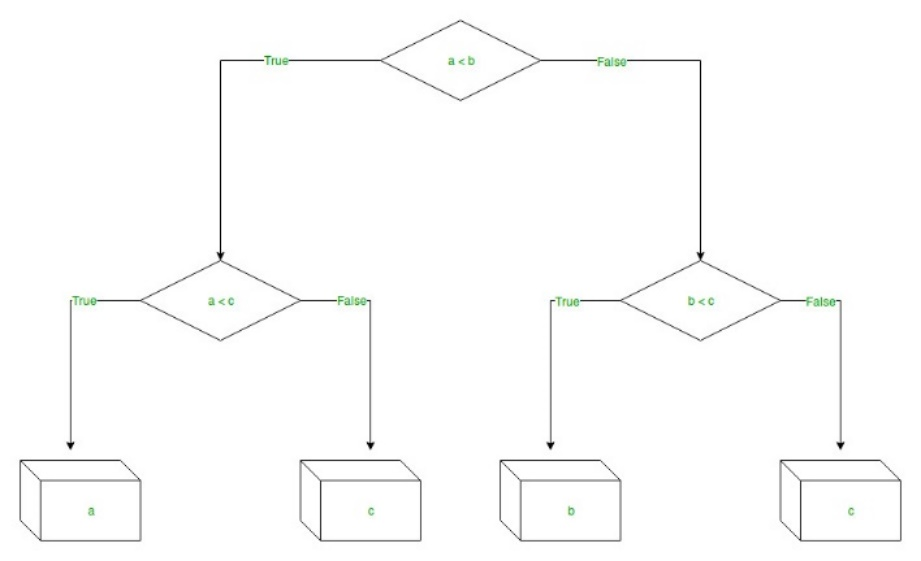 a < b
True
False
a < c
True
False
b < c
True
False
a
c
b
c